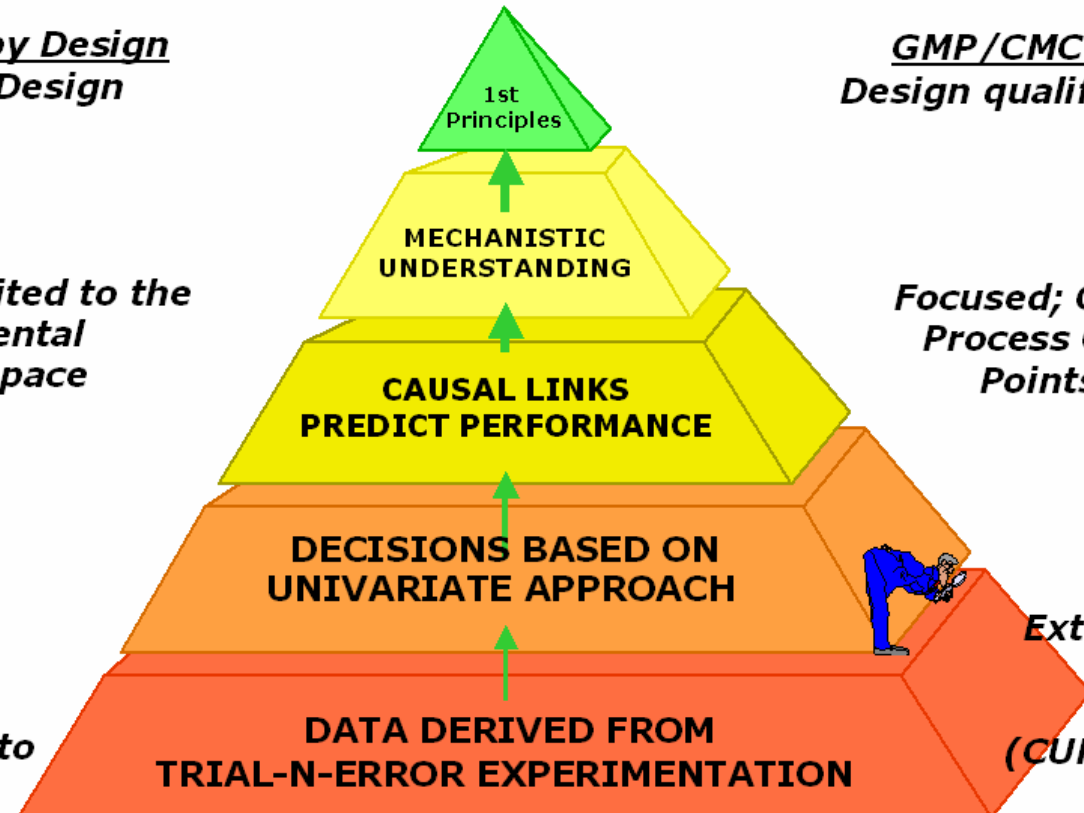 by Design
Design
GMP/CMC
Design qualif
1st
Principles
MECHANISTIC
UNDERSTANDING
ited to the
ental
pace
Focused; C
Process
Points
CAUSAL LINKS
PREDICT PERFORMANCE
DECISIONS BASED ON
UNIVARIATE APPROACH
Ext
to
DATA DERIVED FROM
TRIAL-N-ERROR EXPERIMENTATION
(CUR